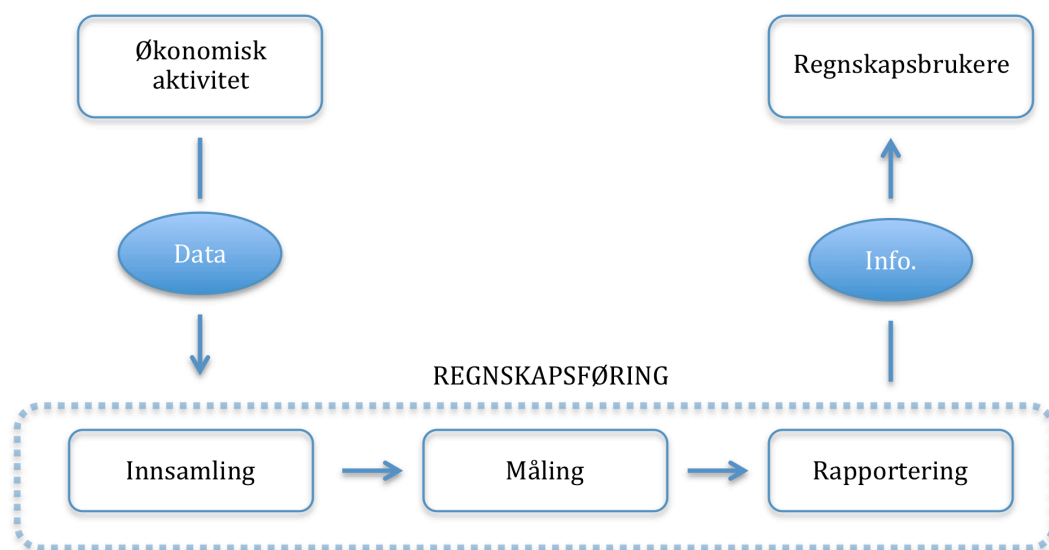 Økonomisk
aktivitet
Regnskapsbrukere
Data
Info.
REGNSKAPSFØRING
Innsamling
Måling
Rapportering